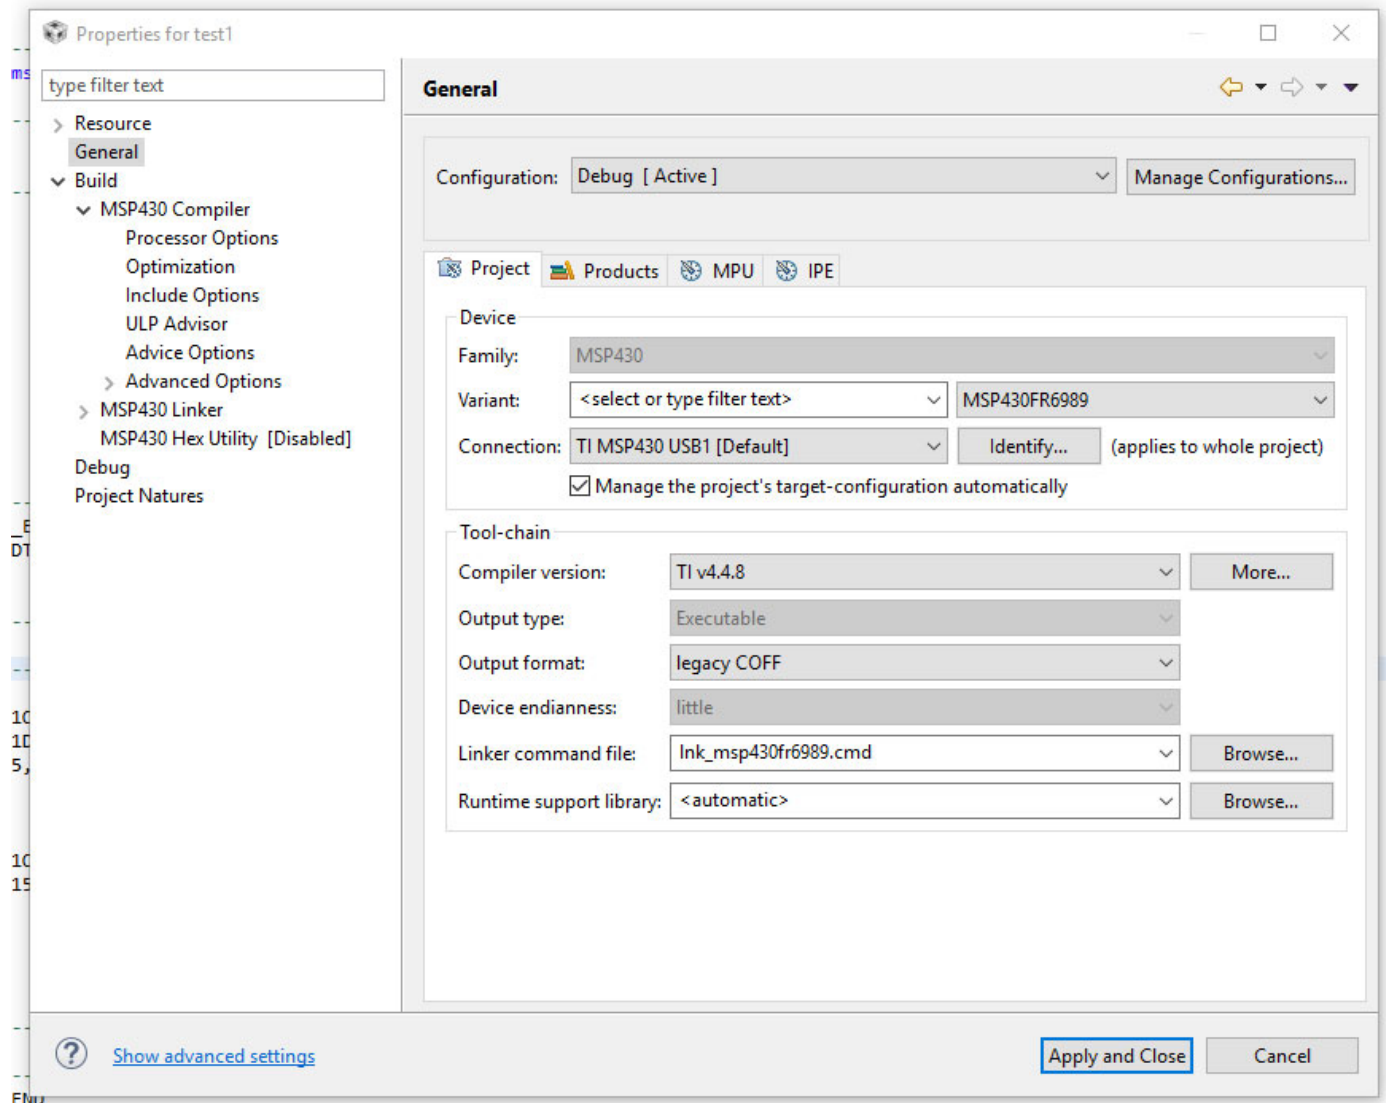 Properties for test1
type filter text
General
Resource
General
Build
MSP430 Compiler
Processor Options
Optimization
Include Options
ULP Advisor
Advice Options
Advanced Options
MSP430 Linker
MSP430 Hex Utility [Disabled]
Debug
Project Natures
Configuration: Debug [ Active ] Manage Configurations...
Project Products MPU IPE
Device
Family: MSP430
Variant: <select or type filter text> MSP430FR6989
Connection: TI MSP430 USB1 [Default] Identify... (applies to whole project)
Manage the project's target-configuration automatically
Tool-chain
Compiler version: TI v4.4.8 More...
Output type: Executable
Output format: legacy COFF
Device endianness: little
Linker command file: lnk_msp430fr6989.cmd Browse...
Runtime support library: <automatic> Browse...
Show advanced settings Apply and Close Cancel